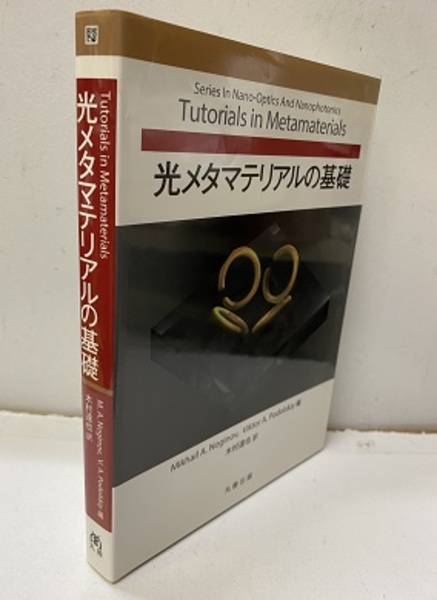 Series In Nano-Optics And Nanophotonics
Tutorials in Metamaterials
光メタマテリアルの基礎
Mikhail A. Noginov, Viktor A. Podolskiy 編
木村達也 訳
丸善出版
Tutorials in Metamaterials
光メタマテリアルの基礎
M. A. Noginov, V. A. Podolskiy 編
木村達也 訳
丸善